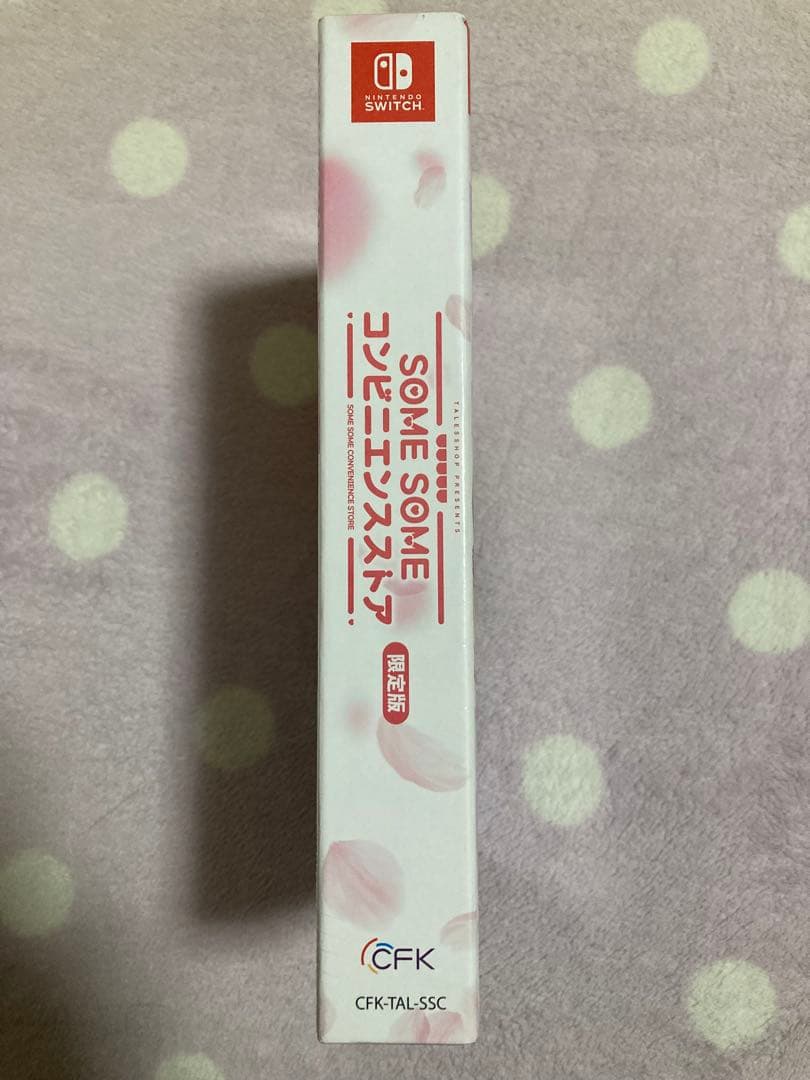 NINTENDO
SWITCH
TALESSHOP PRESENTS
SOME SOME
コンビニエンスストア
SOME SOME CONVENIENCE STORE
限定版
CFK
CFK-TAL-SSC